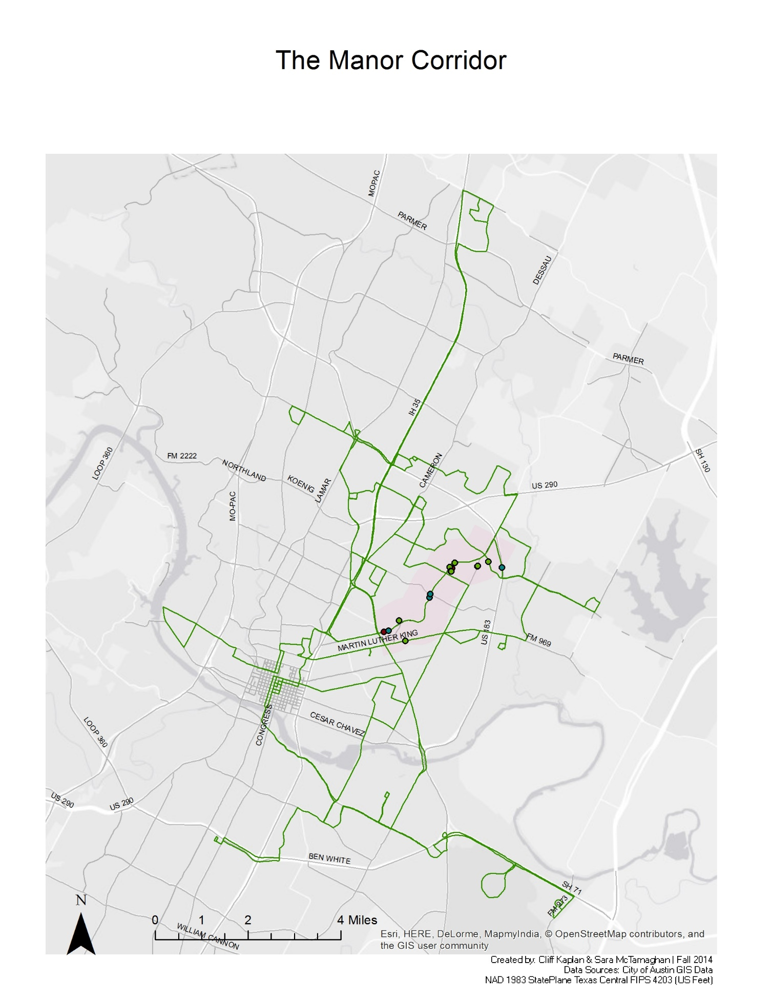 The Manor Corridor
MOPAC
PARMER
DESSAU
PARMER
IH 35
LOOP 360
FM 2222
NORTHLAND
KOENIG
LAMAR
CAMERON
SH 130
US 290
MO-PAC
US 183
MARTIN LUTHER KING
FM 969
CONGRESS
CESAR CHAVEZ
LOOP 360
US 290
US 290
BEN WHITE
SH 71
FM 973
N
0 1 2 4 Miles
WILLIAM CANNON
Esri, HERE, DeLorme, MapmyIndia, © OpenStreetMap contributors, and
the GIS user community
Created by: Cliff Kaplan & Sara McTarnaghan | Fall 2014
Data Sources: City of Austin GIS Data
NAD 1983 StatePlane Texas Central FIPS 4203 (US Feet)